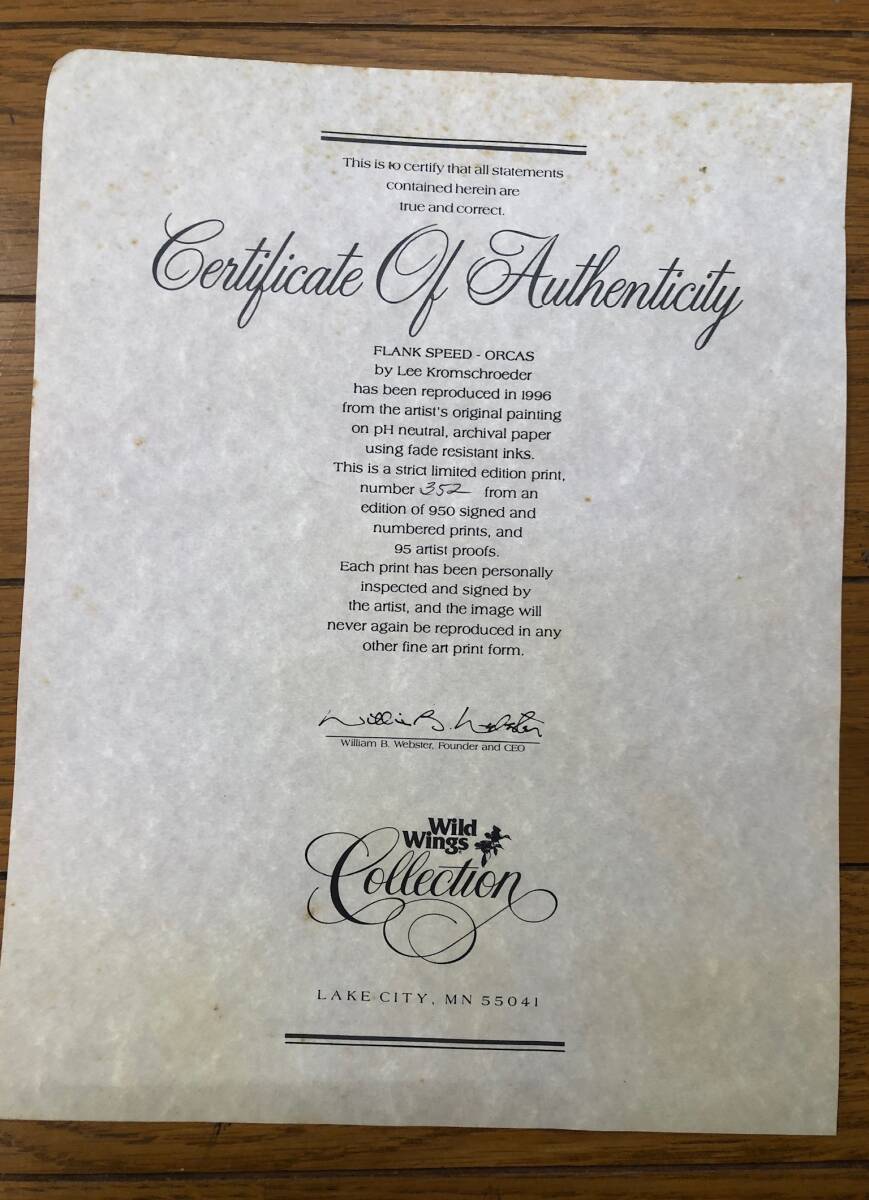 This is to certify that all statements
contained herein are
true and correct.
Certificate Of Authenticity
FLANK SPEED - ORCAS
by Lee Kromschroeder
has been reproduced in 1996
from the artist's original painting
on pH neutral, archival paper
using fade resistant inks.
This is a strict limited edition print,
number 352 from an
edition of 950 signed and
numbered prints, and
95 artist proofs.
Each print has been personally
inspected and signed by
the artist, and the image will
never again be reproduced in any
other fine art print form.
William B. Webster
William B. Webster, Founder and CEO
Wild
Wings
Collection
LAKE CITY, MN 55041